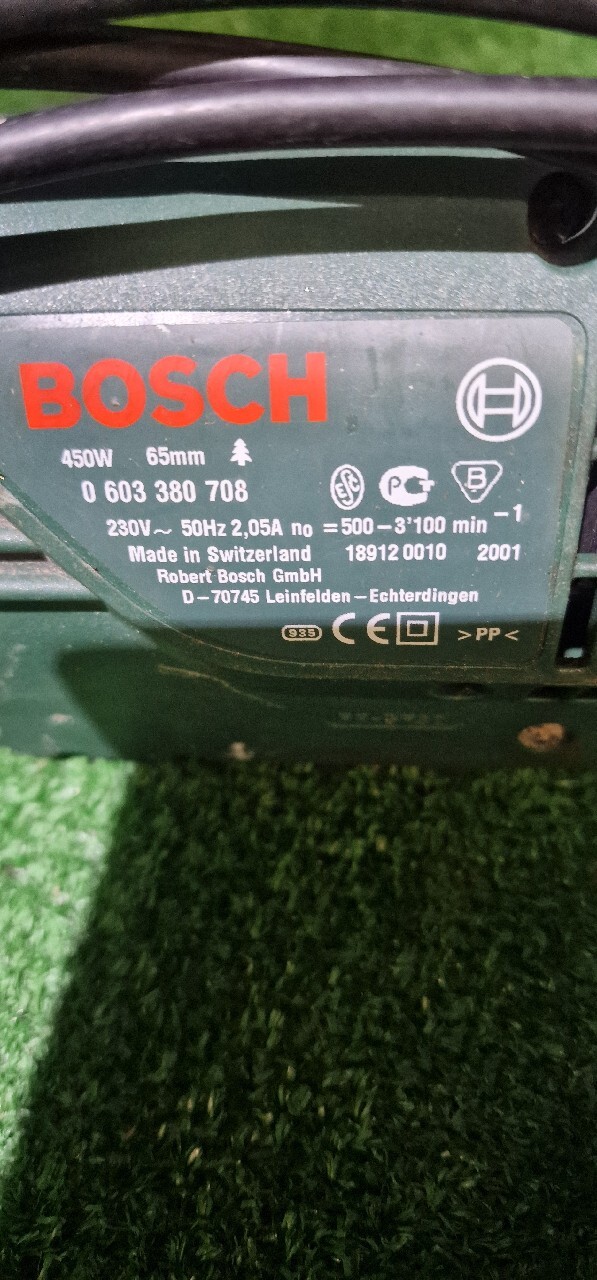 BOSCH
450W 65mm
0 603 380 708
230V~ 50Hz 2,05A no =500-3'100 min-1
Made in Switzerland 18912 0010 2001
Robert Bosch GmbH
D-70745 Leinfelden-Echterdingen
935 CE >PP<